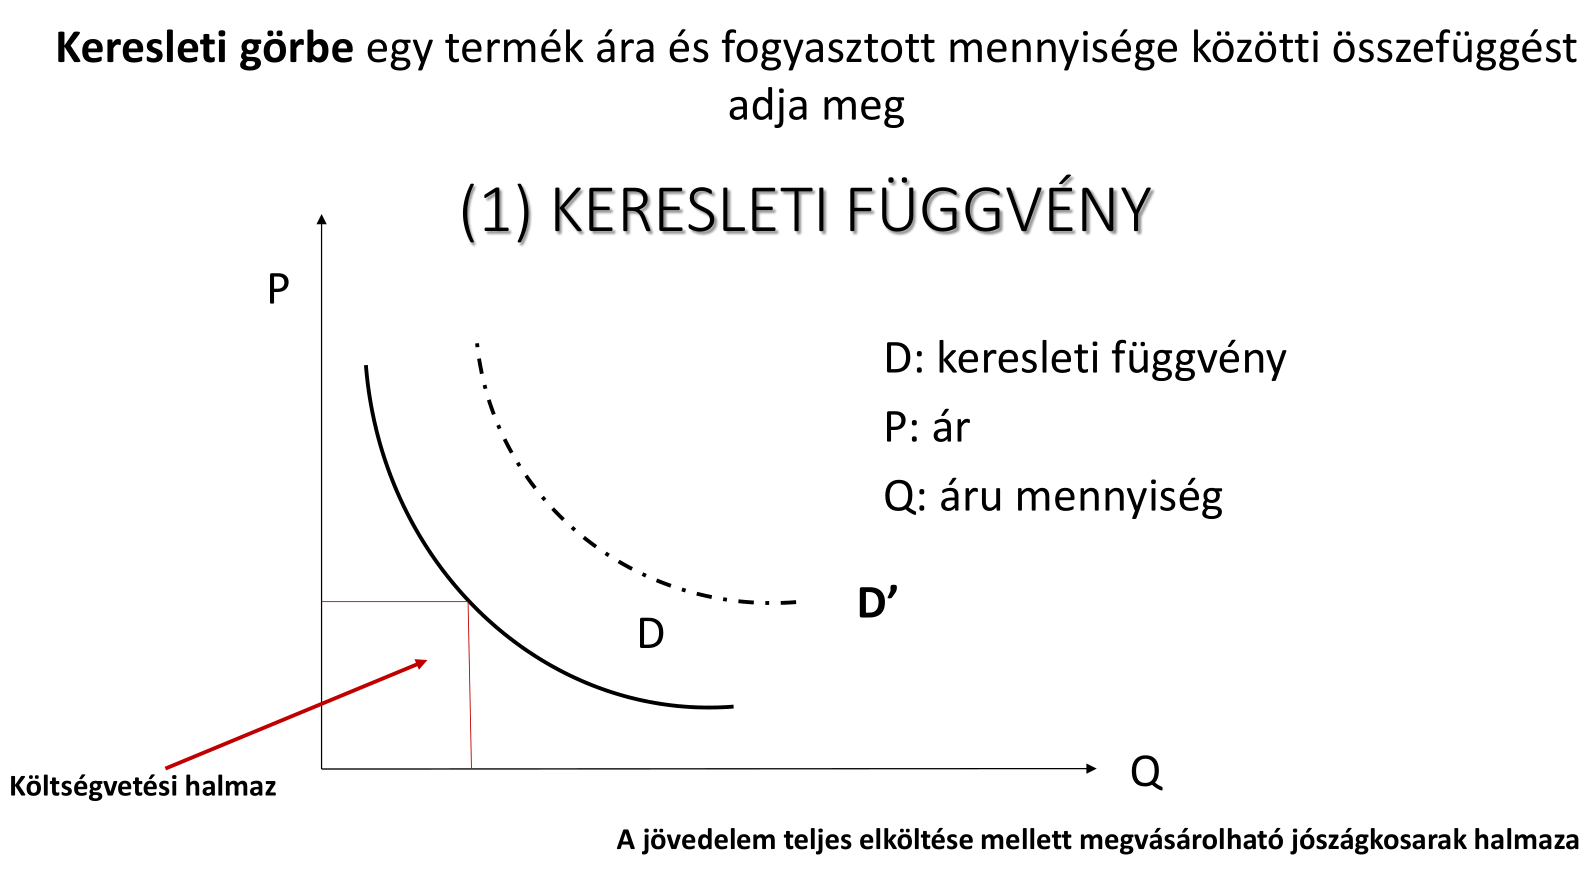 Keresleti görbe egy termék ára és fogyasztott mennyisége közötti összefüggést
adja meg
(1) KERESLETI FÜGGVÉNY
P
D: keresleti függvény
P: ár
Q: áru mennyiség
D’
D
Költségvetési halmaz
Q
A jövedelem teljes elköltése mellett megvásárolható jószágkosarak halmaza